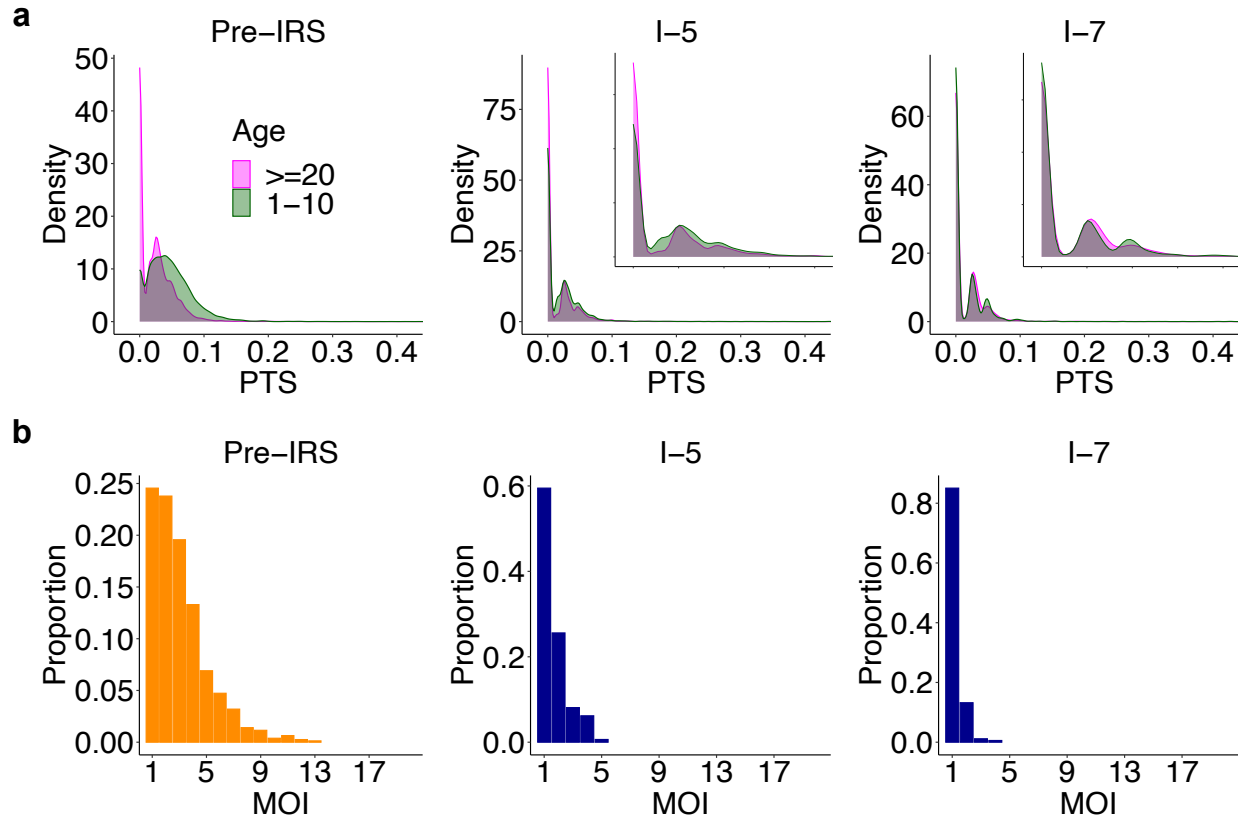 a
Pre−IRS
I−5
I−7
Density
50
40
30
20
10
0
Age
>=20
1−10
0.0 0.1 0.2 0.3 0.4
PTS
Density
75
50
25
0
0.0 0.1 0.2 0.3 0.4
PTS
Density
60
40
20
0
0.0 0.1 0.2 0.3 0.4
PTS
b
Pre−IRS
I−5
I−7
Proportion
0.25
0.20
0.15
0.10
0.05
0.00
1 5 9 13 17
MOI
Proportion
0.6
0.4
0.2
0.0
1 5 9 13 17
MOI
Proportion
0.8
0.6
0.4
0.2
0.0
1 5 9 13 17
MOI